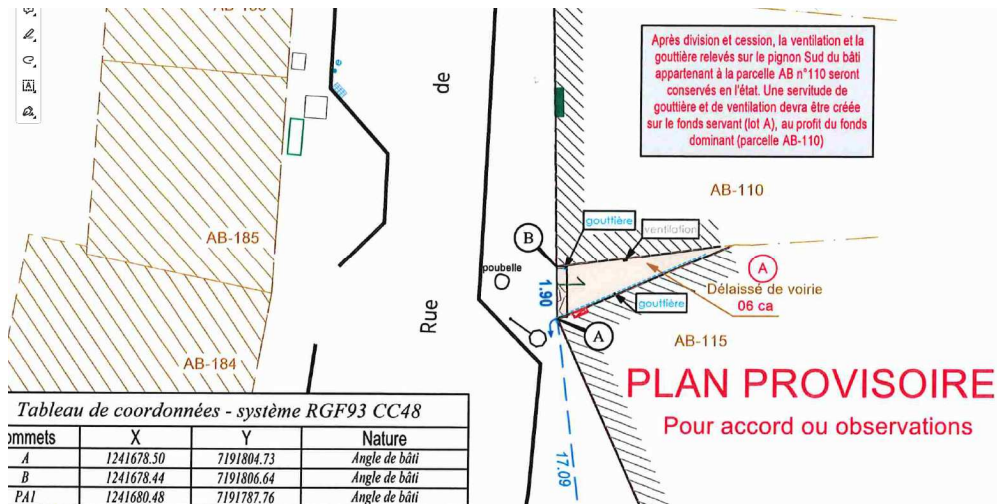 de
Après division et cession, la ventilation et la
gouttière relevés sur le pignon Sud du bâti
appartenant à la parcelle AB n°110 seront
conservés en l'état. Une servitude de
gouttière et de ventilation devra être créée
sur le fonds servant (lot A), au profit du fonds
dominant (parcelle AB-110)
e
AB-110
AB-185
B
gouttière
ventilation
poubelle
A
Délaissé de voirie
06 ca
1.90
1
gouttière
Rue
A
AB-115
AB-184
PLAN PROVISOIRE
Pour accord ou observations
17.09
Tableau de coordonnées - système RGF93 CC48
ommets X Y Nature
A 1241678.50 7191804.73 Angle de bâti
B 1241678.44 7191806.64 Angle de bâti
PA1 1241680.48 7191787.76 Angle de bâti